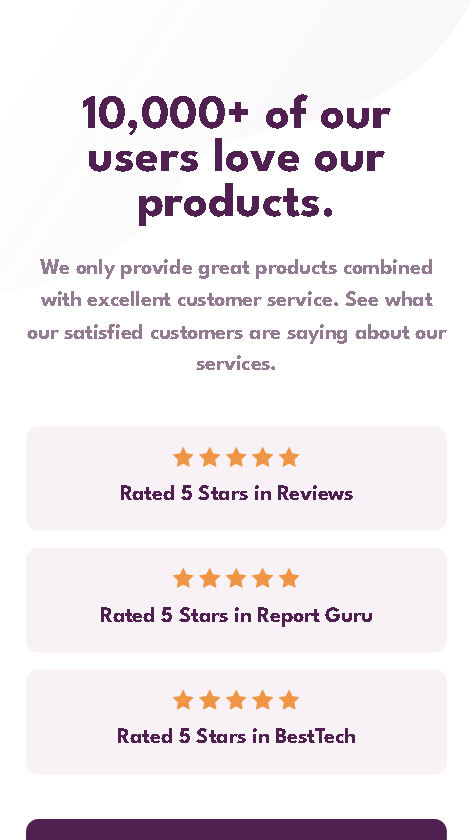 10,000+ of our
users love our
products.
We only provide great products combined
with excellent customer service. See what
our satisfied customers are saying about our
services.
Rated 5 Stars in Reviews
Rated 5 Stars in Report Guru
Rated 5 Stars in BestTech